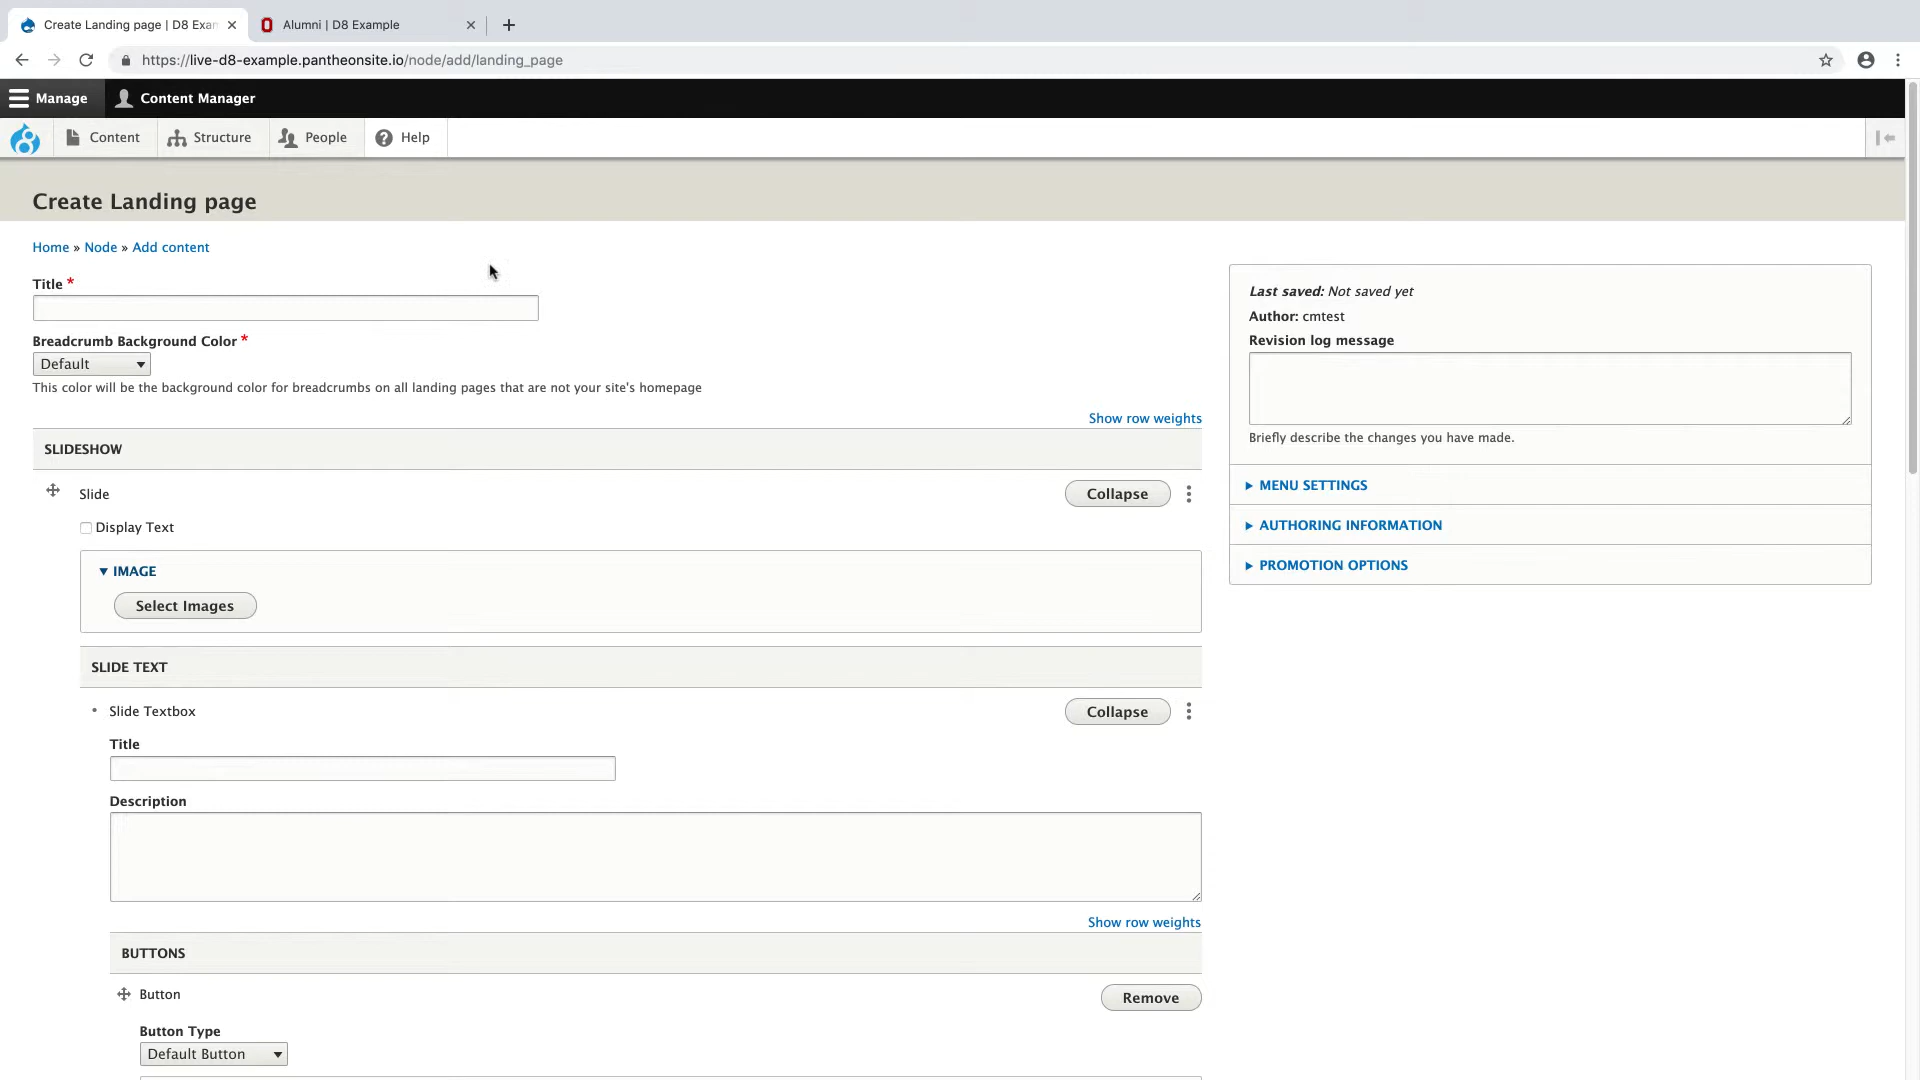 Create Landing page | D8 Exam
Alumni | D8 Example
https://live-d8-example.pantheonsite.io/node/add/landing_page
Manage
Content Manager
Content
Structure
People
Help
Create Landing page
Home » Node » Add content
Title *
Breadcrumb Background Color *
Default
This color will be the background color for breadcrumbs on all landing pages that are not your site's homepage
Show row weights
SLIDESHOW
Slide
Collapse
Display Text
IMAGE
Select Images
SLIDE TEXT
Slide Textbox
Collapse
Title
Description
Show row weights
BUTTONS
Button
Remove
Button Type
Default Button
Last saved: Not saved yet
Author: cmtest
Revision log message
Briefly describe the changes you have made.
MENU SETTINGS
AUTHORING INFORMATION
PROMOTION OPTIONS